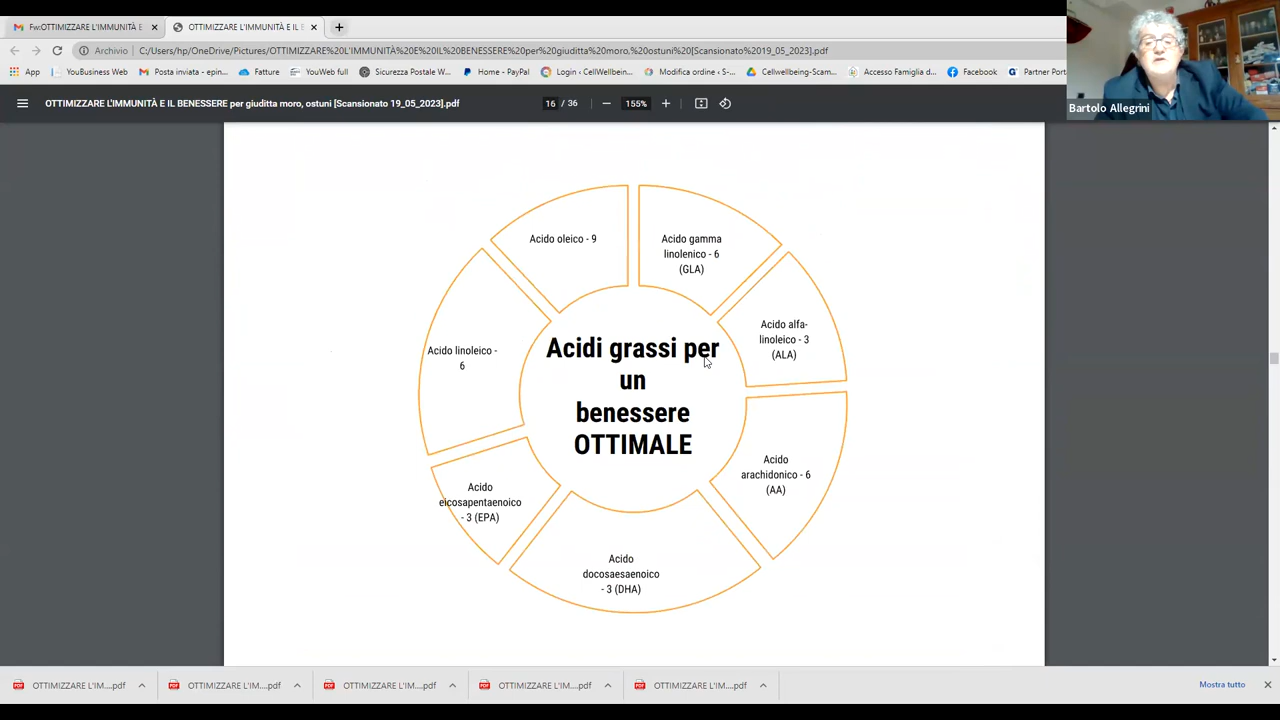 Fw:OTTIMIZZARE L'IMMUNITÀ E
OTTIMIZZARE L'IMMUNITÀ E IL B
Archivio
C:/Users/hp/OneDrive/Pictures/OTTIMIZZARE%20L'IMMUNITÀ%20E%20IL%20BENESSERE%20per%20giuditta%20moro,%20ostuni%20[Scansionato%2019_05_2023].pdf
App
YouBusiness Web
Posta inviata - epin...
Fatture
YouWeb full
Sicurezza Postale W...
Home - PayPal
Login ‹ CellWellbein...
Modifica ordine ‹ S-...
Cellwellbeing-Scam...
Accesso Famiglia d...
Facebook
Partner Port
OTTIMIZZARE L'IMMUNITÀ E IL BENESSERE per giuditta moro, ostuni [Scansionato 19_05_2023].pdf
16 / 36
155%
Bartolo Allegrini
Acido oleico - 9
Acido gamma
linolenico - 6
(GLA)
Acido alfa-
linoleico - 3
(ALA)
Acido
arachidonico - 6
(AA)
Acido
docosaesaenoico
- 3 (DHA)
Acido
eicosapentaenoico
- 3 (EPA)
Acido linoleico -
6
Acidi grassi per
un
benessere
OTTIMALE
OTTIMIZZARE L'IM....pdf
OTTIMIZZARE L'IM....pdf
OTTIMIZZARE L'IM....pdf
OTTIMIZZARE L'IM....pdf
OTTIMIZZARE L'IM....pdf
Mostra tutto